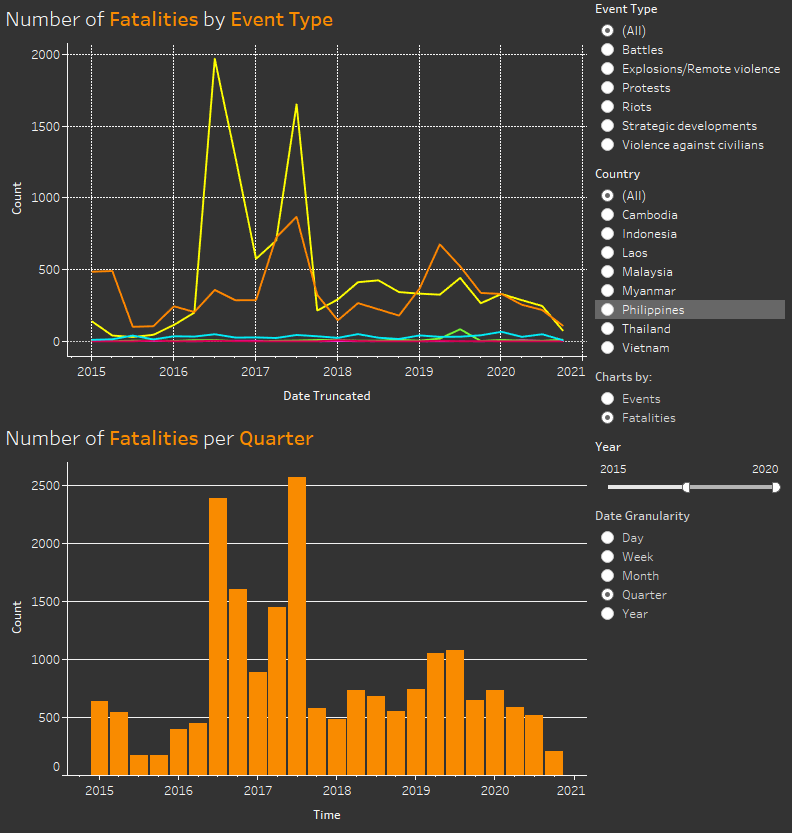 Number of Fatalities by Event Type
2000
1500
1000
500
0
Count
2015 2016 2017 2018 2019 2020 2021
Date Truncated
Number of Fatalities per Quarter
2500
2000
1500
1000
500
0
Count
2015 2016 2017 2018 2019 2020 2021
Time
Event Type
(All)
Battles
Explosions/Remote violence
Protests
Riots
Strategic developments
Violence against civilians
Country
(All)
Cambodia
Indonesia
Laos
Malaysia
Myanmar
Philippines
Thailand
Vietnam
Charts by:
Events
Fatalities
Year
2015 2020
Date Granularity
Day
Week
Month
Quarter
Year